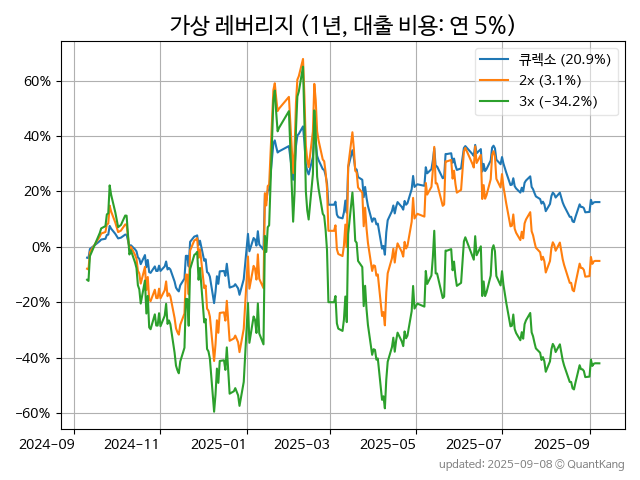 가상 레버리지 (1년, 대출 비용: 연 5%)
큐렉소 (20.9%)
2x (3.1%)
3x (−34.2%)
60%
40%
20%
0%
−20%
−40%
−60%
2024-09
2024-11
2025-01
2025-03
2025-05
2025-07
2025-09
updated: 2025-09-08 © QuantKang